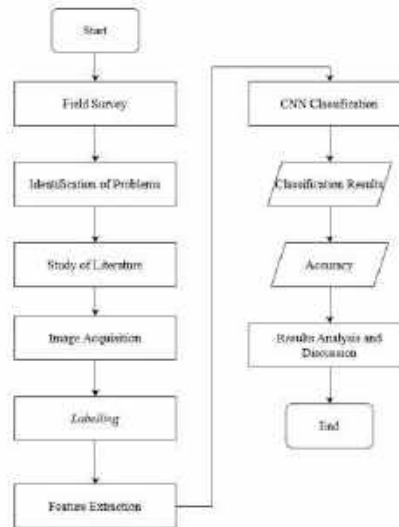 Start
Field Survey
Identification of Problems
Study of Literature
Image Acquisition
Labelling
Feature Extraction
CNN Classification
Classification Results
Accuracy
Results Analysis and
Discussion
End